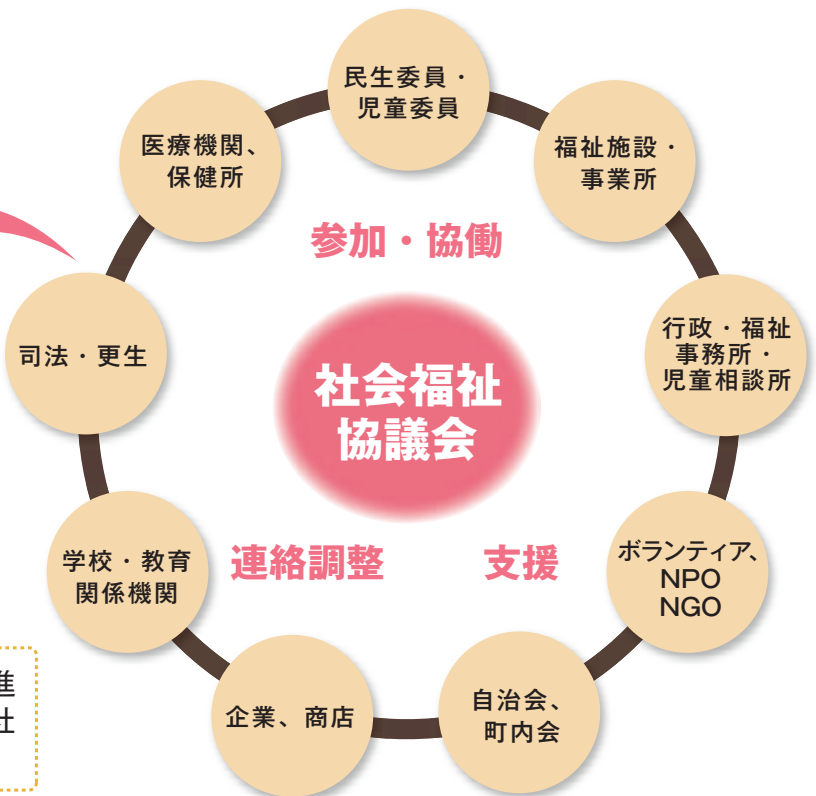 民生委員・
児童委員
医療機関、
保健所
福祉施設・
事業所
参加・協働
司法・更生
社会福祉
協議会
行政・福祉
事務所・
児童相談所
学校・教育
関係機関
連絡調整
支援
ボランティア、
NPO
NGO
進
社
企業、商店
自治会、
町内会